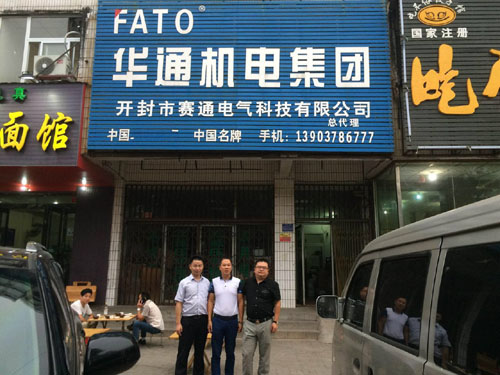 FATO®
华通机电集团
开封市赛通电气科技有限公司
总代理
中国 中国名牌 手机:13903786777
面馆
国家注册
吃